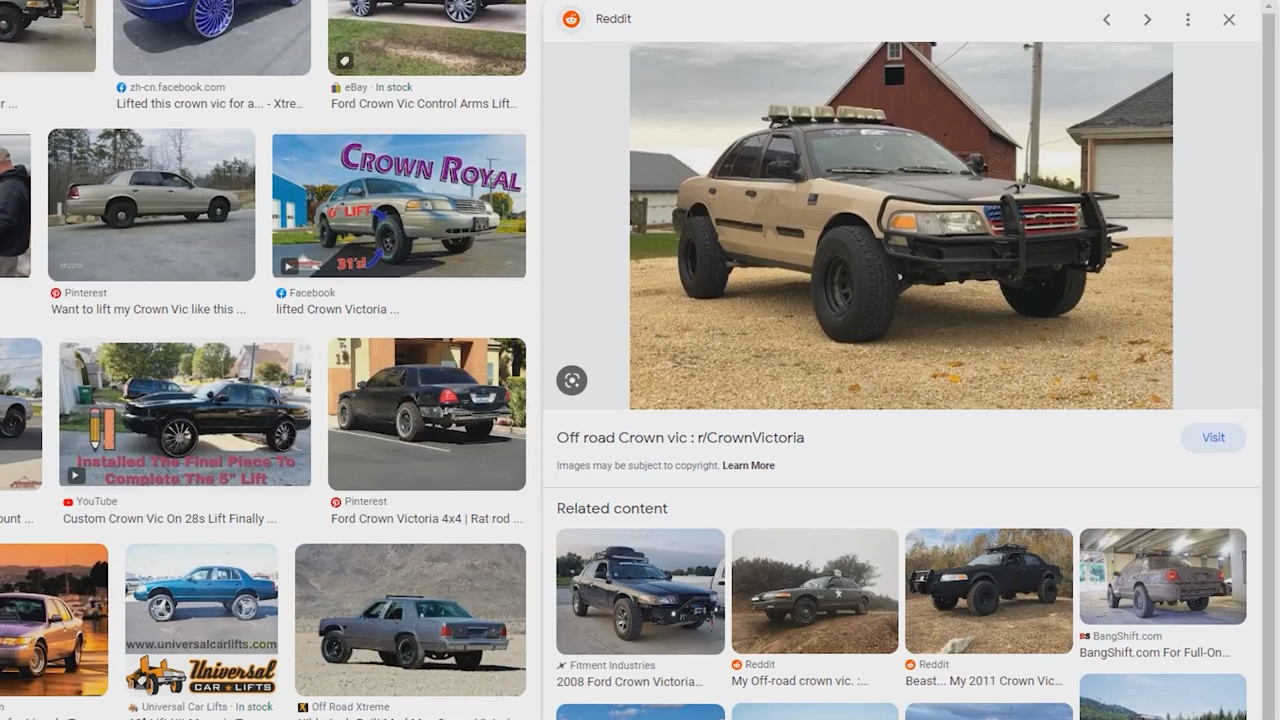 Reddit
zh-cn.facebook.com
Lifted this crown vic for a... - Xtre...
eBay · In stock
Ford Crown Vic Control Arms Lift...
r ...
CROWN ROYAL
6" LIFT
31's
Pinterest
Want to lift my Crown Vic like this ...
Facebook
lifted Crown Victoria ...
Off road Crown vic : r/CrownVictoria
Visit
Images may be subject to copyright. Learn More
Installed The Final Piece To
Complete The 5" Lift
ount ...
YouTube
Custom Crown Vic On 28s Lift Finally ...
Pinterest
Ford Crown Victoria 4x4 | Rat rod ...
Related content
www.universalcarlifts.com
Universal
CAR LIFTS
Universal Car Lifts · In stock
Off Road Xtreme
Fitment Industries
2008 Ford Crown Victoria...
Reddit
My Off-road crown vic. :...
Reddit
Beast... My 2011 Crown Vic...
BS BangShift.com
BangShift.com For Full-On...